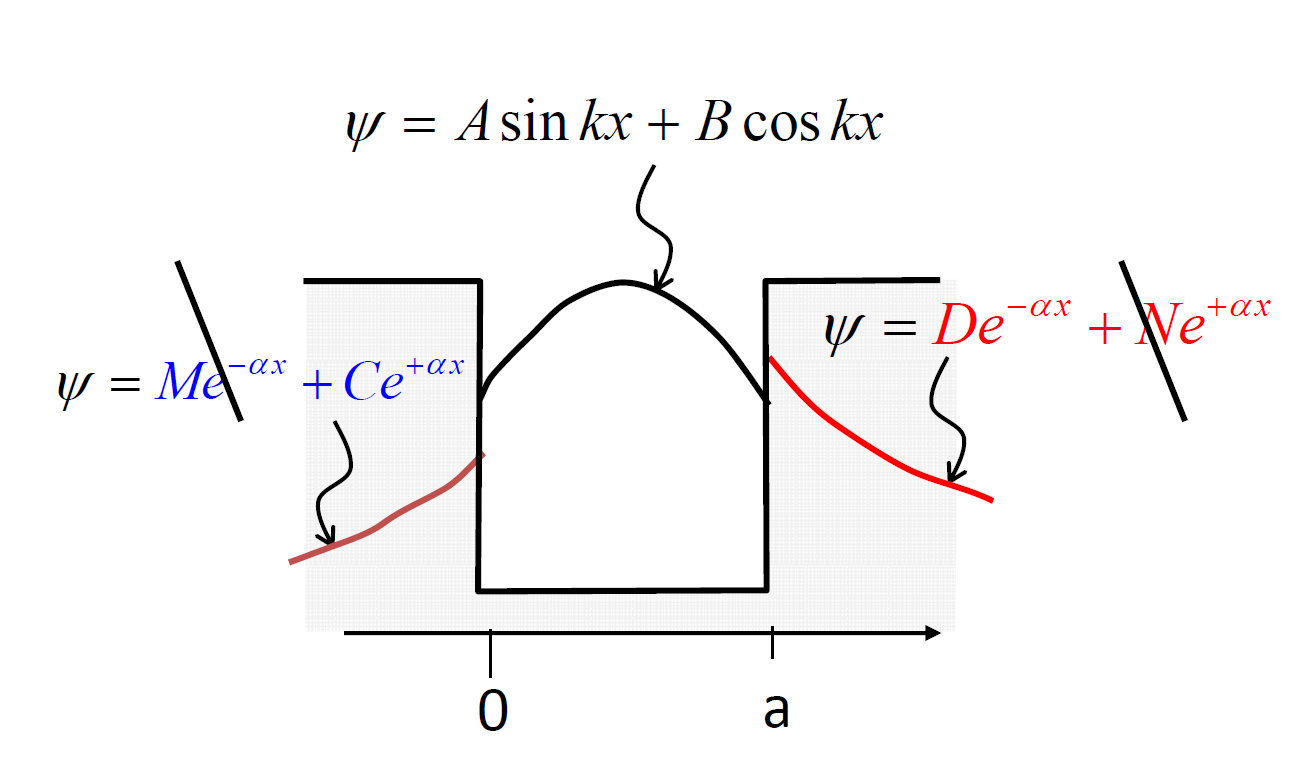 ψ = A sin kx + B cos kx
ψ = De^{-αx} + Ne^{+αx}
ψ = Me^{-αx} + Ce^{+αx}
0 a